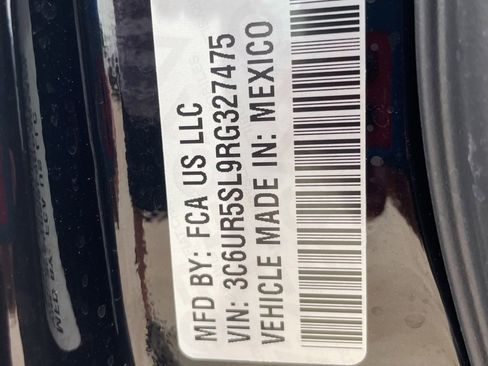 MFD BY: FCA US LLC
VIN: 3C6UR5SL9RG327475
VEHICLE MADE IN: MEXICO